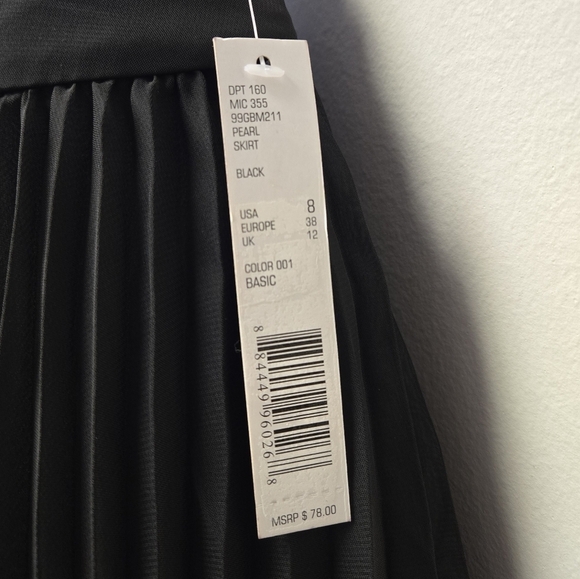 DPT 160
MIC 355
99GBM211
PEARL
SKIRT
BLACK
USA 8
EUROPE 38
UK 12
COLOR 001
BASIC
8 84449 96026 8
MSRP $ 78.00